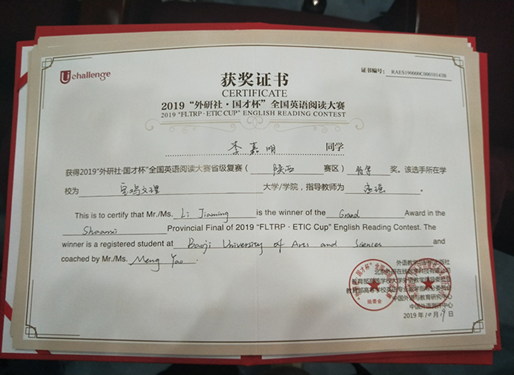 Uchallenge
证书编号:
获奖证书
CERTIFICATE
2019 “外研社·国才杯” 全国英语阅读大赛
2019 “FLTRP · ETIC CUP” ENGLISH READING CONTEST
李嘉明 同学
获得2019“外研社·国才杯”全国英语阅读大赛省级复赛( 陕西 赛区) 奖。该选手所在学
校为 宝鸡文理 大学/学院,指导教师为
This is to certify that Mr./Ms. Li Jiaming is the winner of the Grand Award in the
Shaanxi Provincial Final of 2019 “FLTRP · ETIC Cup” English Reading Contest. The
winner is a registered student at Baoji University of Arts and Sciences and
coached by Mr./Ms. Meng Yao
2019年10月19日